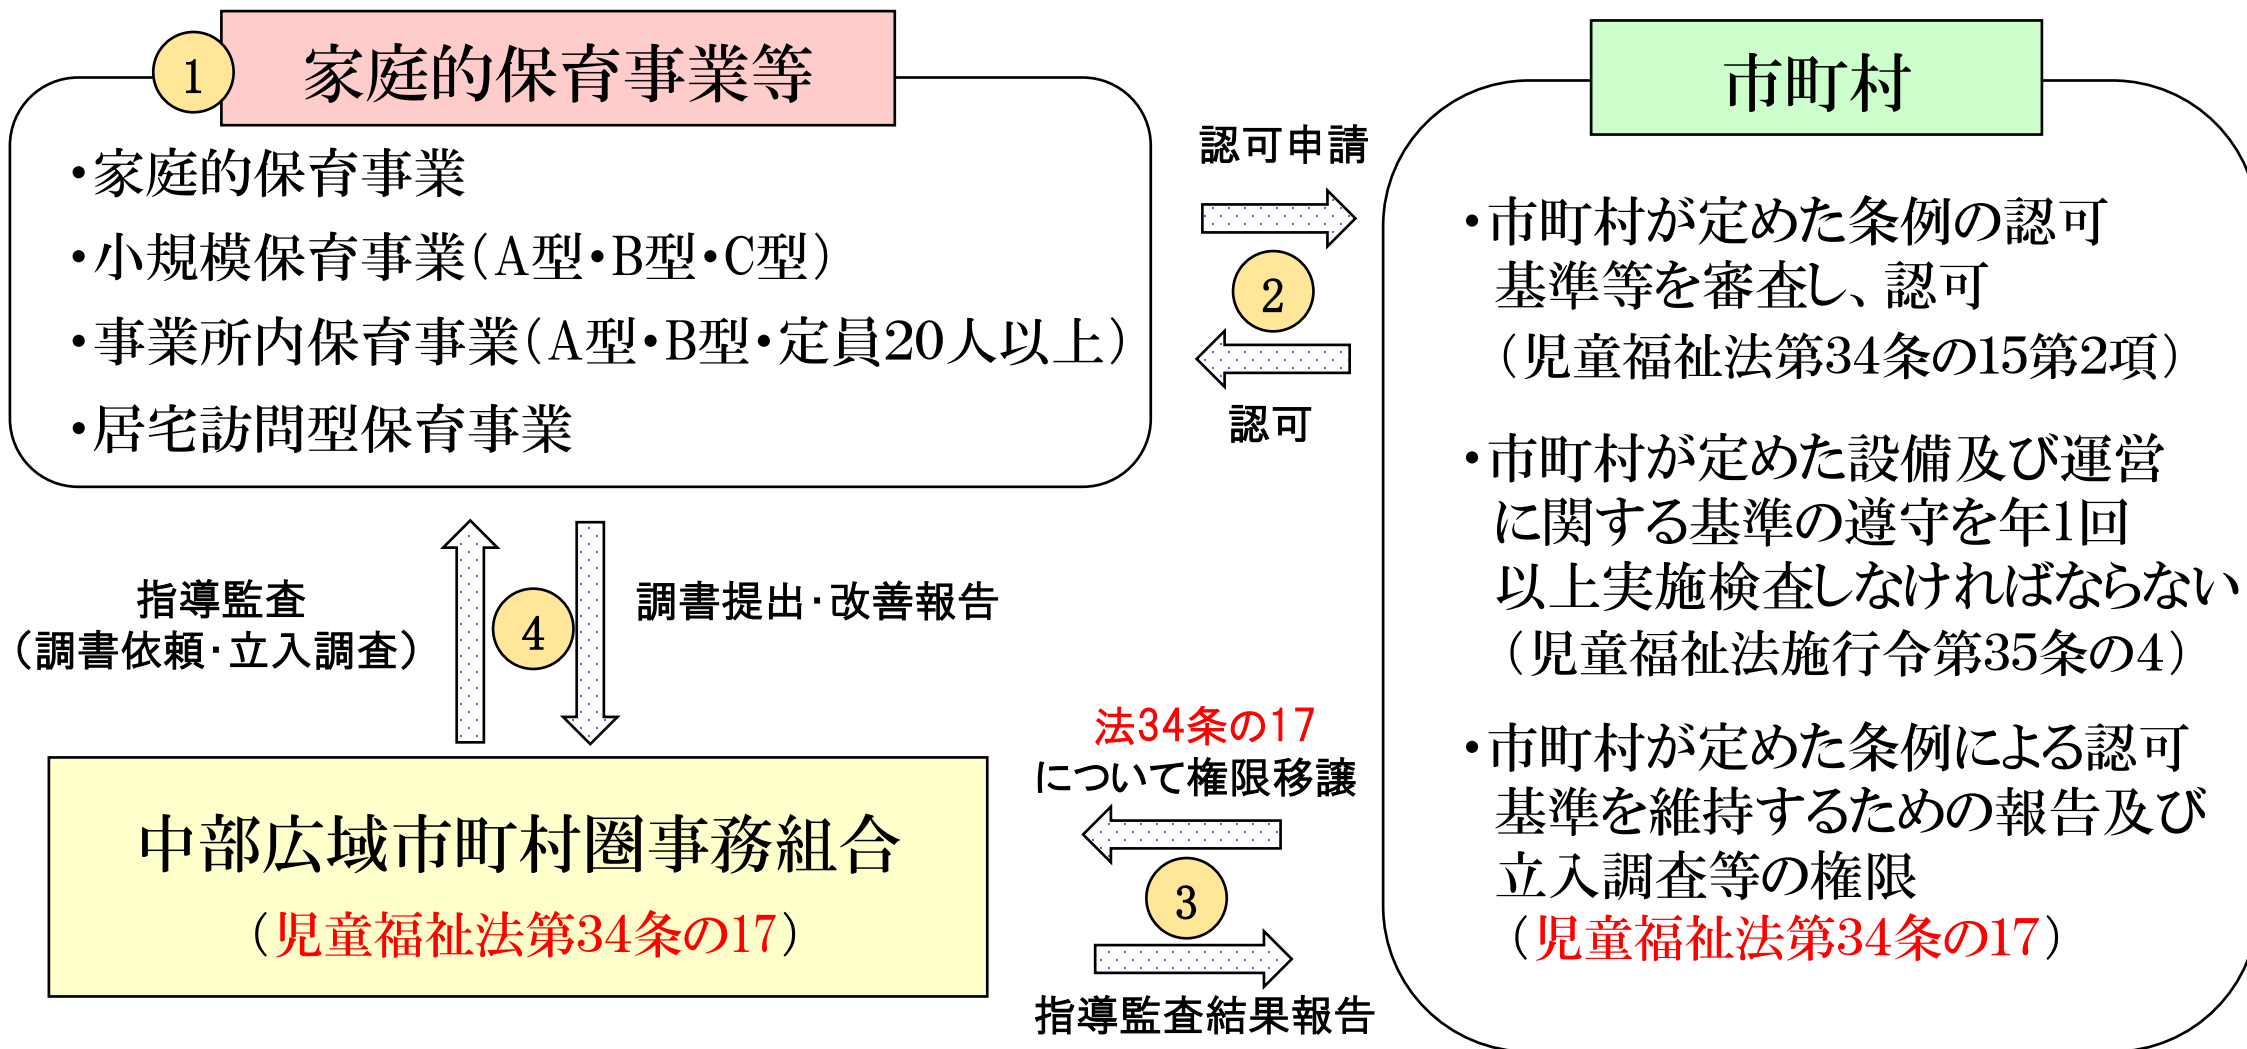 1
家庭的保育事業等
・家庭的保育事業
・小規模保育事業(A型・B型・C型)
・事業所内保育事業(A型・B型・定員20人以上)
・居宅訪問型保育事業
認可申請
2
認可
市町村
・市町村が定めた条例の認可
基準等を審査し、認可
(児童福祉法第34条の15第2項)
・市町村が定めた設備及び運営
に関する基準の遵守を年1回
以上実施検査しなければならない
(児童福祉法施行令第35条の4)
・市町村が定めた条例による認可
基準を維持するための報告及び
立入調査等の権限
(児童福祉法第34条の17)
法34条の17
について権限移譲
3
指導監査結果報告
指導監査
(調書依頼・立入調査)
4
調書提出・改善報告
中部広域市町村圏事務組合
(児童福祉法第34条の17)